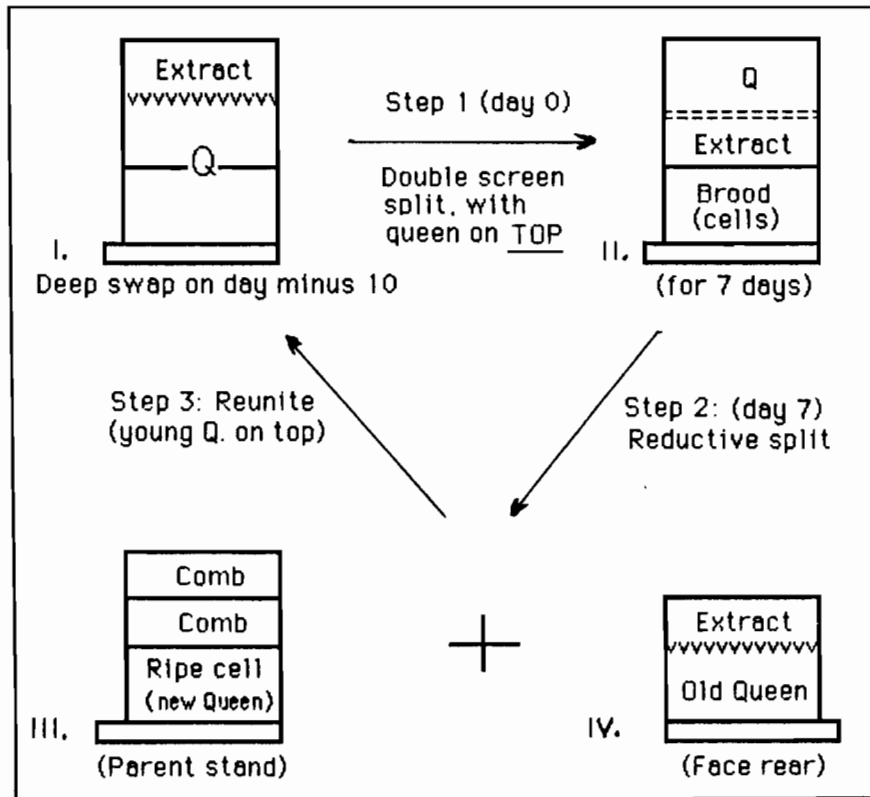 Extract
Q
I.
Deep swap on day minus 10
Step 1 (day 0)
Double screen
split, with
queen on TOP
Q
Extract
Brood
(cells)
II.
(for 7 days)
Step 2: (day 7)
Reductive split
Step 3: Reunite
(young Q. on top)
Comb
Comb
Ripe cell
(new Queen)
III.
(Parent stand)
+
Extract
Old Queen
IV.
(Face rear)